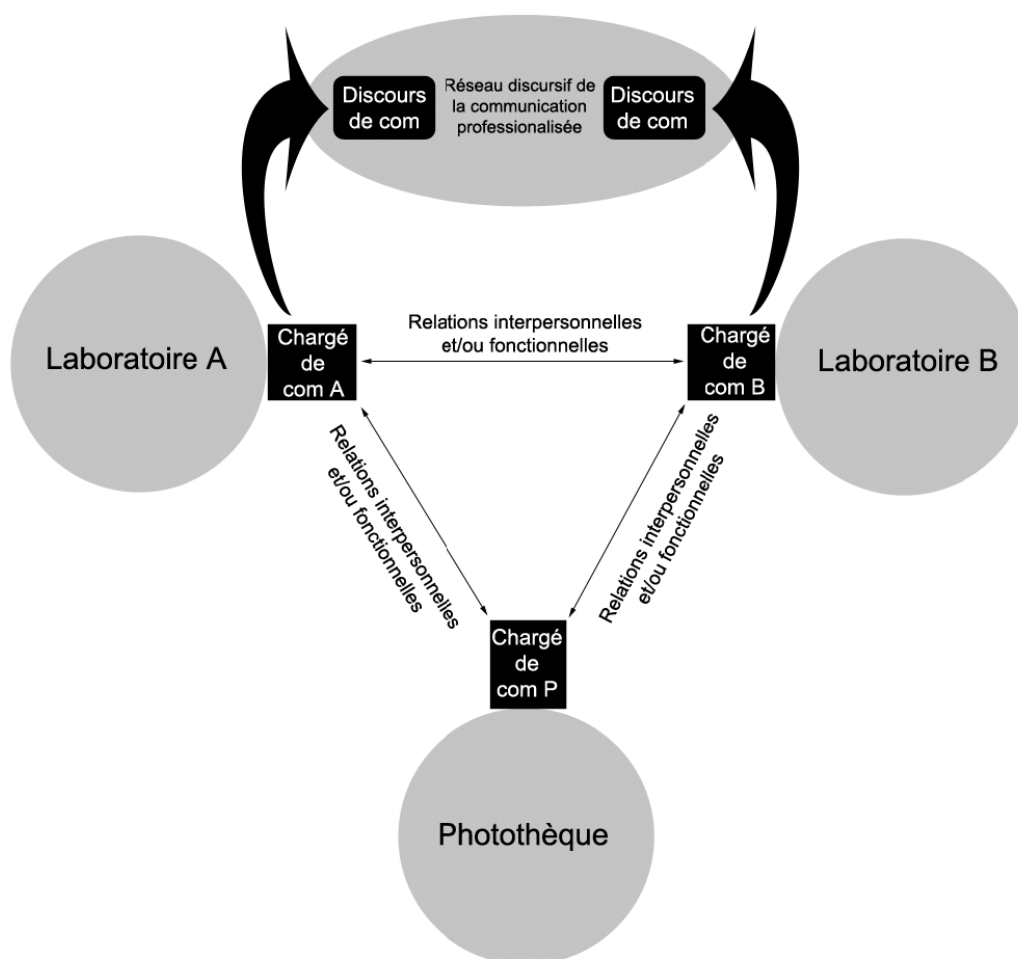 Discours
de com
Réseau discursif de
la communication
professionalisée
Discours
de com
Laboratoire A
Chargé
de
com A
Relations interpersonnelles
et/ou fonctionnelles
Chargé
de
com B
Laboratoire B
Relations interpersonnelles
et/ou fonctionnelles
Relations interpersonnelles
et/ou fonctionnelles
Chargé
de
com P
Photothèque